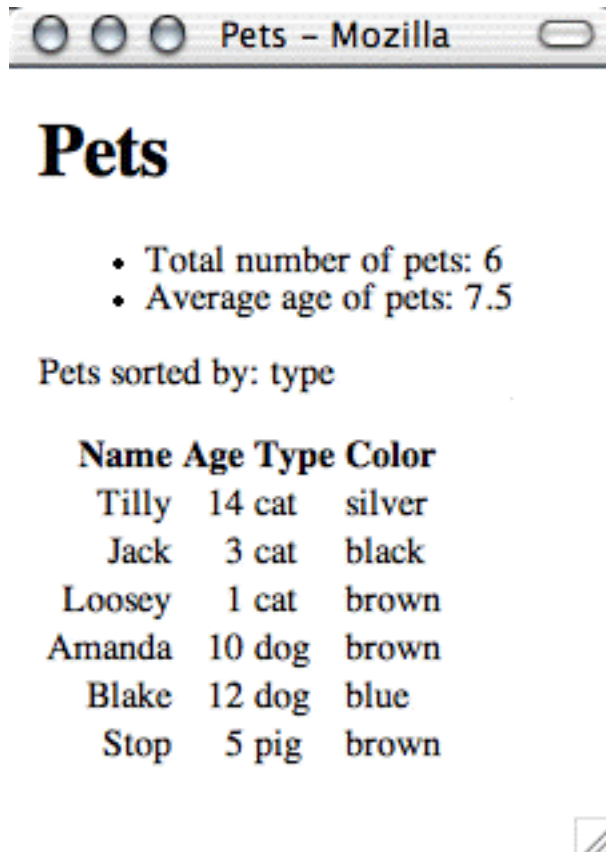 Pets – Mozilla
Pets
• Total number of pets: 6
• Average age of pets: 7.5
Pets sorted by: type
Name Age Type Color
Tilly 14 cat silver
Jack 3 cat black
Loosey 1 cat brown
Amanda 10 dog brown
Blake 12 dog blue
Stop 5 pig brown